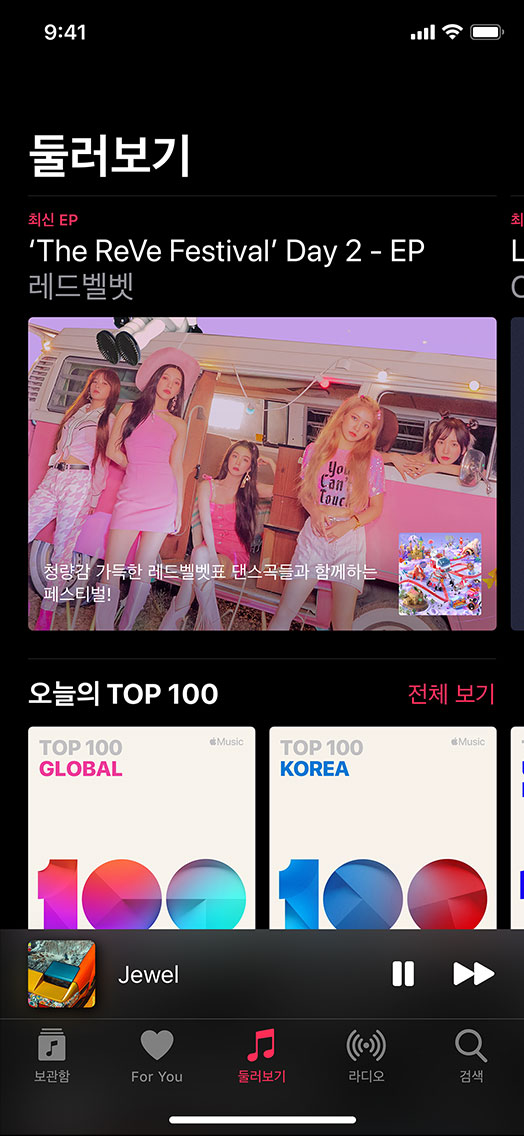 9:41
둘러보기
최신 EP
‘The ReVe Festival’ Day 2 - EP
레드벨벳
최
L
You
Can't
Touch
청량감 가득한 레드벨벳표 댄스곡들과 함께하는
페스티벌!
오늘의 TOP 100
전체 보기
TOP 100
GLOBAL
Music
100
TOP 100
KOREA
Music
100
Jewel
보관함
For You
둘러보기
라디오
검색